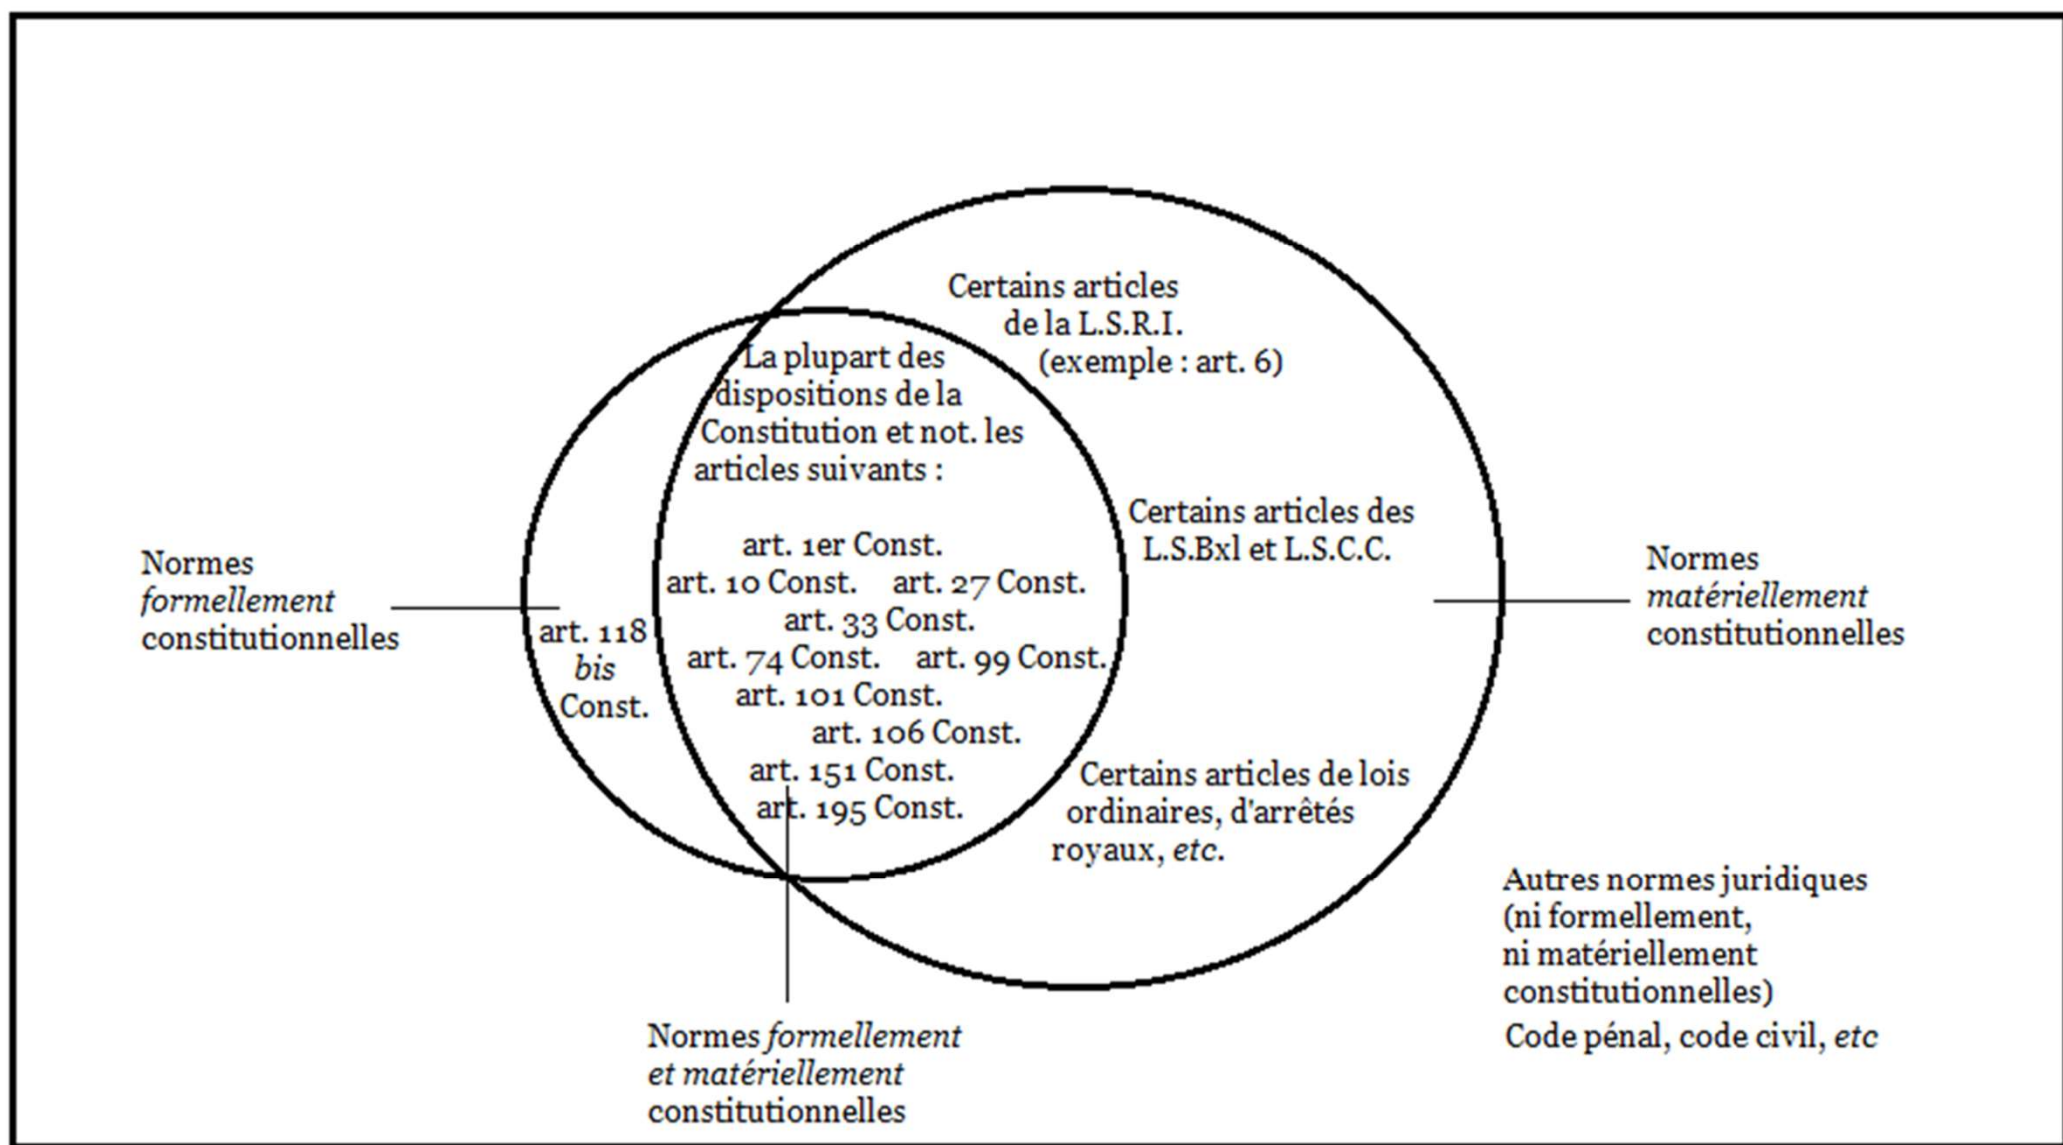 Certains articles
de la L.S.R.I.
(exemple : art. 6)
La plupart des
dispositions de la
Constitution et not. les
articles suivants :
art. 1er Const.
art. 10 Const. art. 27 Const.
art. 33 Const.
art. 74 Const. art. 99 Const.
art. 101 Const.
art. 106 Const.
art. 151 Const.
art. 195 Const.
Certains articles des
L.S.Bxl et L.S.C.C.
Normes
formellement
constitutionnelles
art. 118
bis
Const.
Normes
matériellement
constitutionnelles
Certains articles de lois
ordinaires, d'arrêtés
royaux, etc.
Autres normes juridiques
(ni formellement,
ni matériellement
constitutionnelles)
Code pénal, code civil, etc
Normes formellement
et matériellement
constitutionnelles